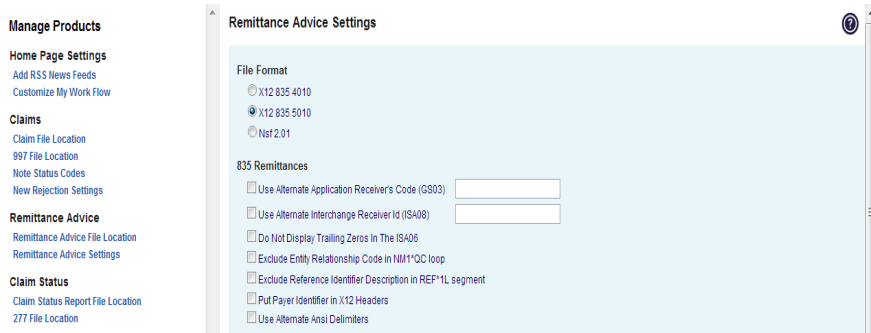 Manage Products
Home Page Settings
Add RSS News Feeds
Customize My Work Flow
Claims
Claim File Location
997 File Location
Note Status Codes
New Rejection Settings
Remittance Advice
Remittance Advice File Location
Remittance Advice Settings
Claim Status
Claim Status Report File Location
277 File Location
Remittance Advice Settings
?
File Format
X12 835 4010
X12 835 5010
Nsf 2.01
835 Remittances
Use Alternate Application Receiver's Code (GS03)
Use Alternate Interchange Receiver Id (ISA08)
Do Not Display Trailing Zeros In The ISA06
Exclude Entity Relationship Code in NM1*QC loop
Exclude Reference Identifier Description in REF*1L segment
Put Payer Identifier in X12 Headers
Use Alternate Ansi Delimiters